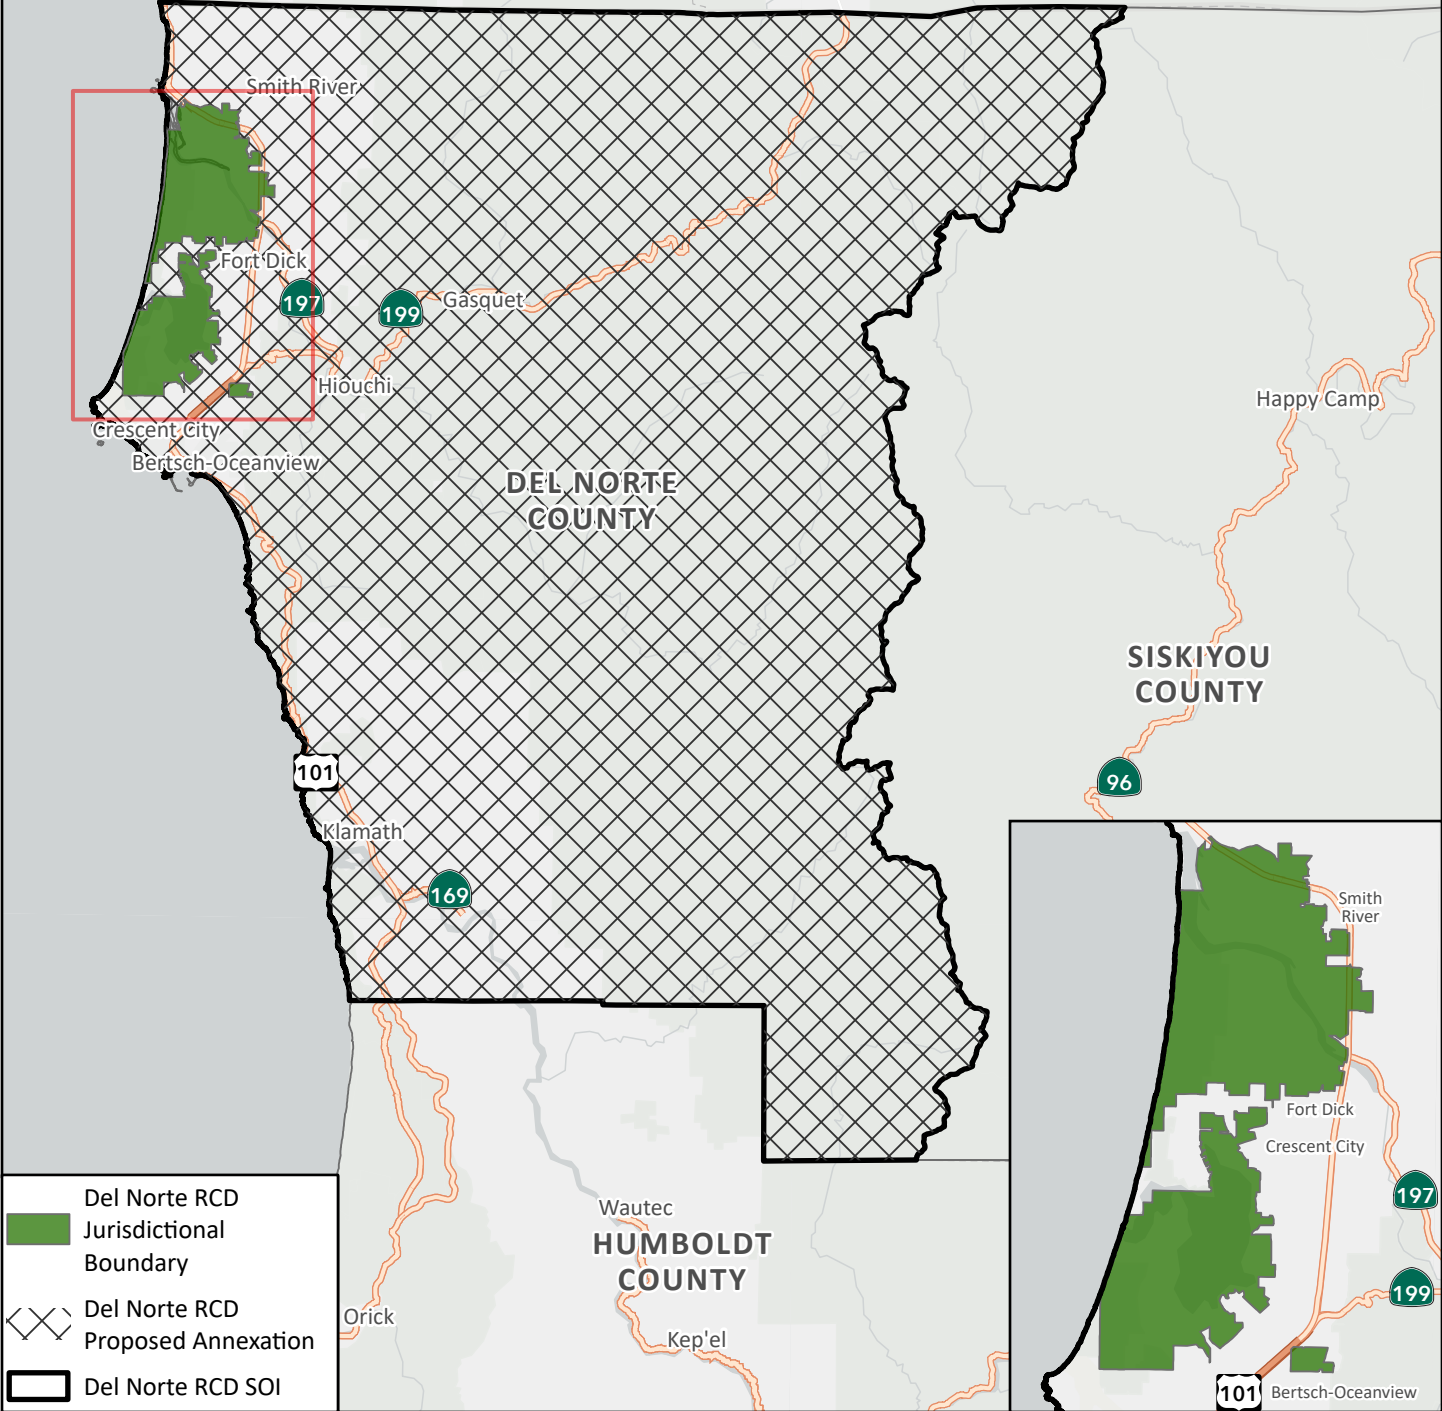 Smith River
Fort Dick
197
199
Gasquet
Hiouchi
Happy Camp
Crescent City
Bertsch-Oceanview
DEL NORTE
COUNTY
SISKIYOU
COUNTY
101
96
Klamath
169
Smith
River
Fort Dick
Crescent City
197
199
101
Bertsch-Oceanview
Wautec
HUMBOLDT
COUNTY
Orick
Kep'el
Del Norte RCD
Jurisdictional
Boundary
Del Norte RCD
Proposed Annexation
Del Norte RCD SOI